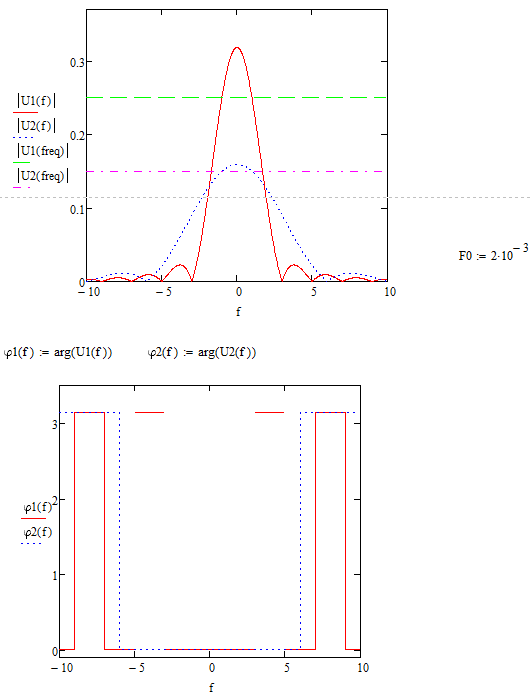 0.3
|U1(f)|
|U2(f)|
0.2
|U1(freq)|
|U2(freq)|
0.1
F0 := 2·10⁻³
0
−10 −5 0 5 10
f
φ1(f) := arg(U1(f)) φ2(f) := arg(U2(f))
3
φ1(f) 2
φ2(f)
1
0
−10 −5 0 5 10
f